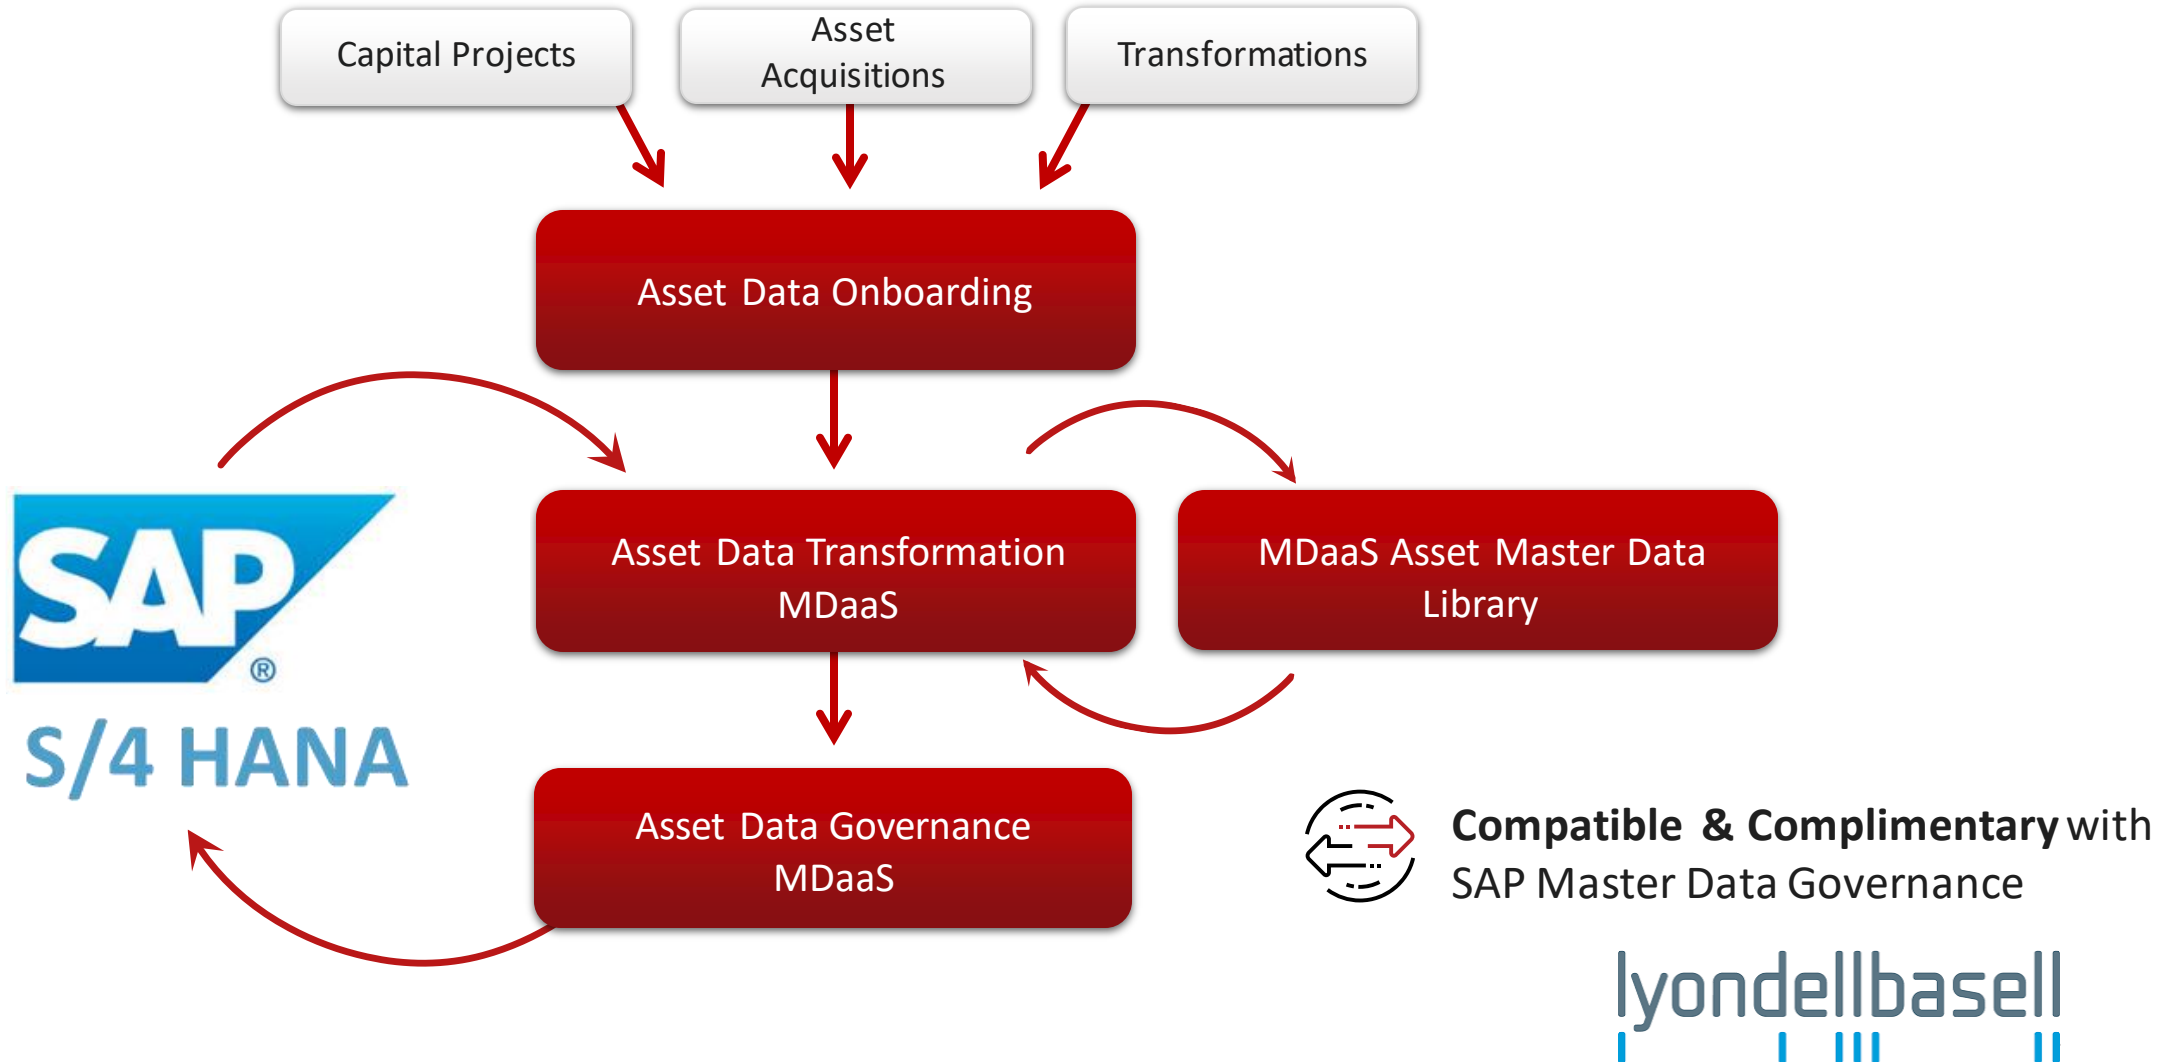 Capital Projects
Asset
Acquisitions
Transformations
Asset Data Onboarding
SAP
®
S/4 HANA
Asset Data Transformation
MDaaS
MDaaS Asset Master Data
Library
Asset Data Governance
MDaaS
Compatible & Complimentary with
SAP Master Data Governance
lyondellbasell